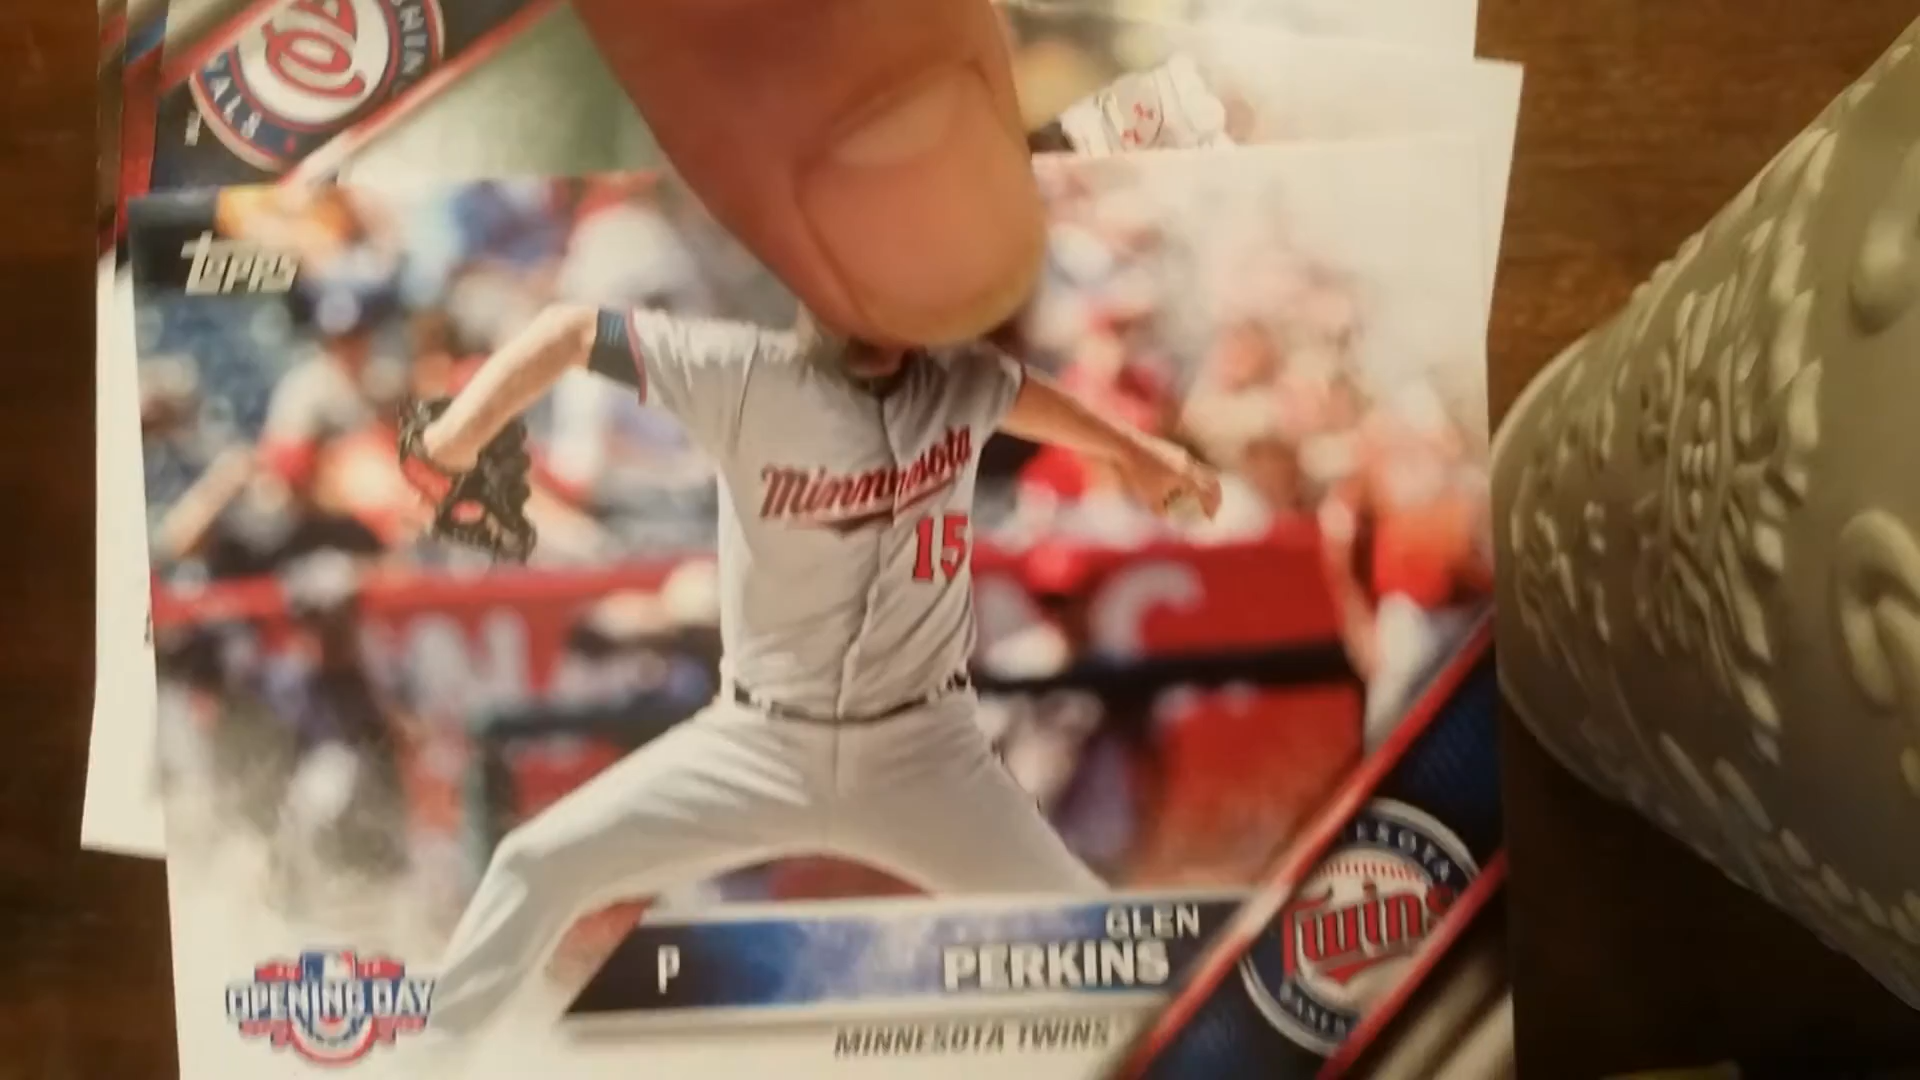 Topps
Minnesota
15
GLEN
P PERKINS
MINNESOTA TWINS
OPENING DAY
Twins